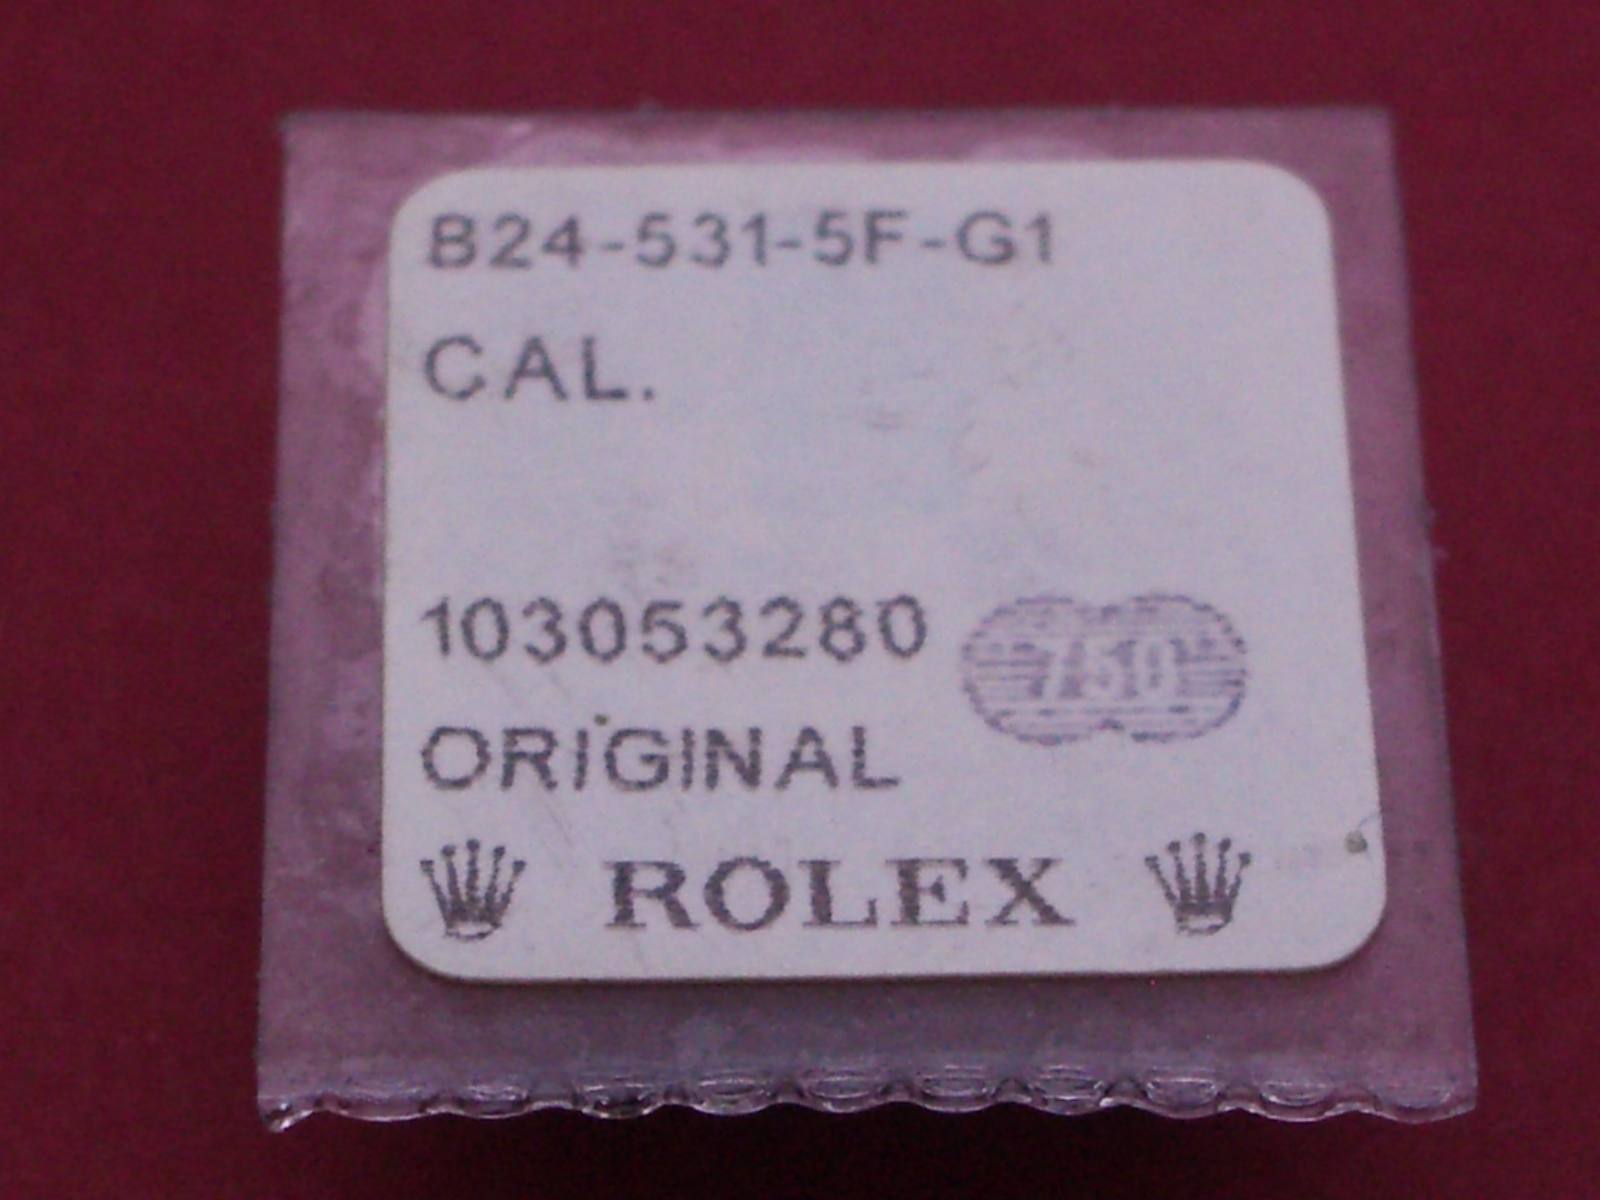 B24-531-5F-G1
CAL.
103053280 750
ORIGINAL
ROLEX